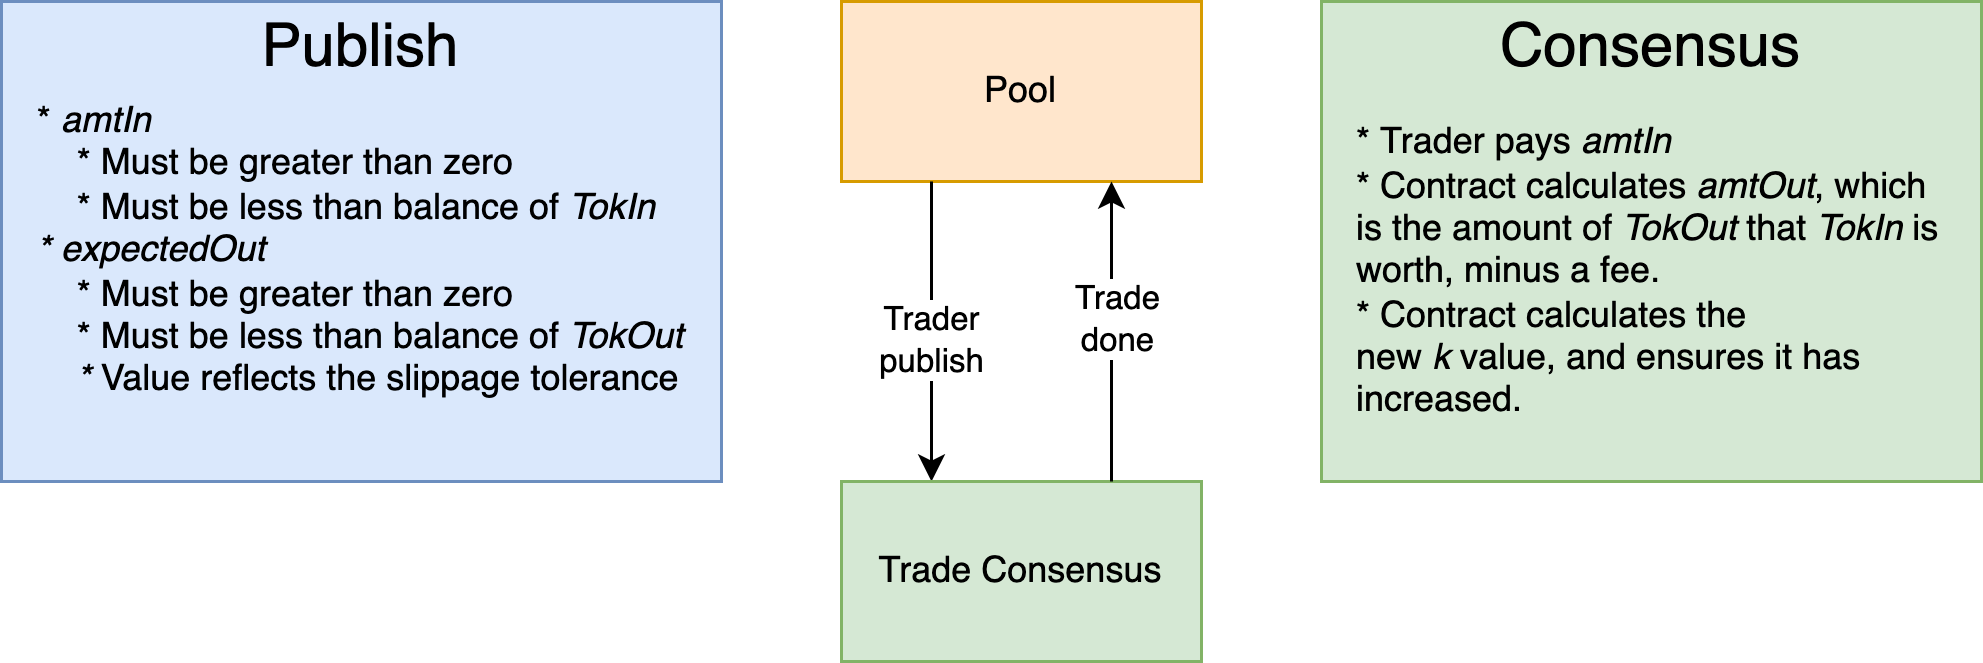 Publish
* amtIn
* Must be greater than zero
* Must be less than balance of TokIn
* expectedOut
* Must be greater than zero
* Must be less than balance of TokOut
* Value reflects the slippage tolerance
Pool
Trader
publish
Trade
done
Trade Consensus
Consensus
* Trader pays amtIn
* Contract calculates amtOut, which
is the amount of TokOut that TokIn is
worth, minus a fee.
* Contract calculates the
new k value, and ensures it has
increased.